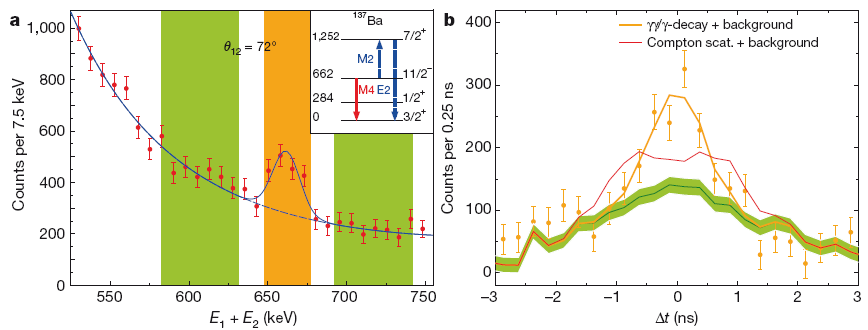 a
1,000
800
600
400
200
0
Counts per 7.5 keV
550
600
650
700
750
E1 + E2 (keV)
θ12 = 72°
137Ba
1,252
7/2+
M2
662
11/2−
M4 E2
284
1/2+
0
3/2+
b
400
300
200
100
0
Counts per 0.25 ns
γγ/γ-decay + background
Compton scat. + background
−3
−2
−1
0
1
2
3
Δt (ns)